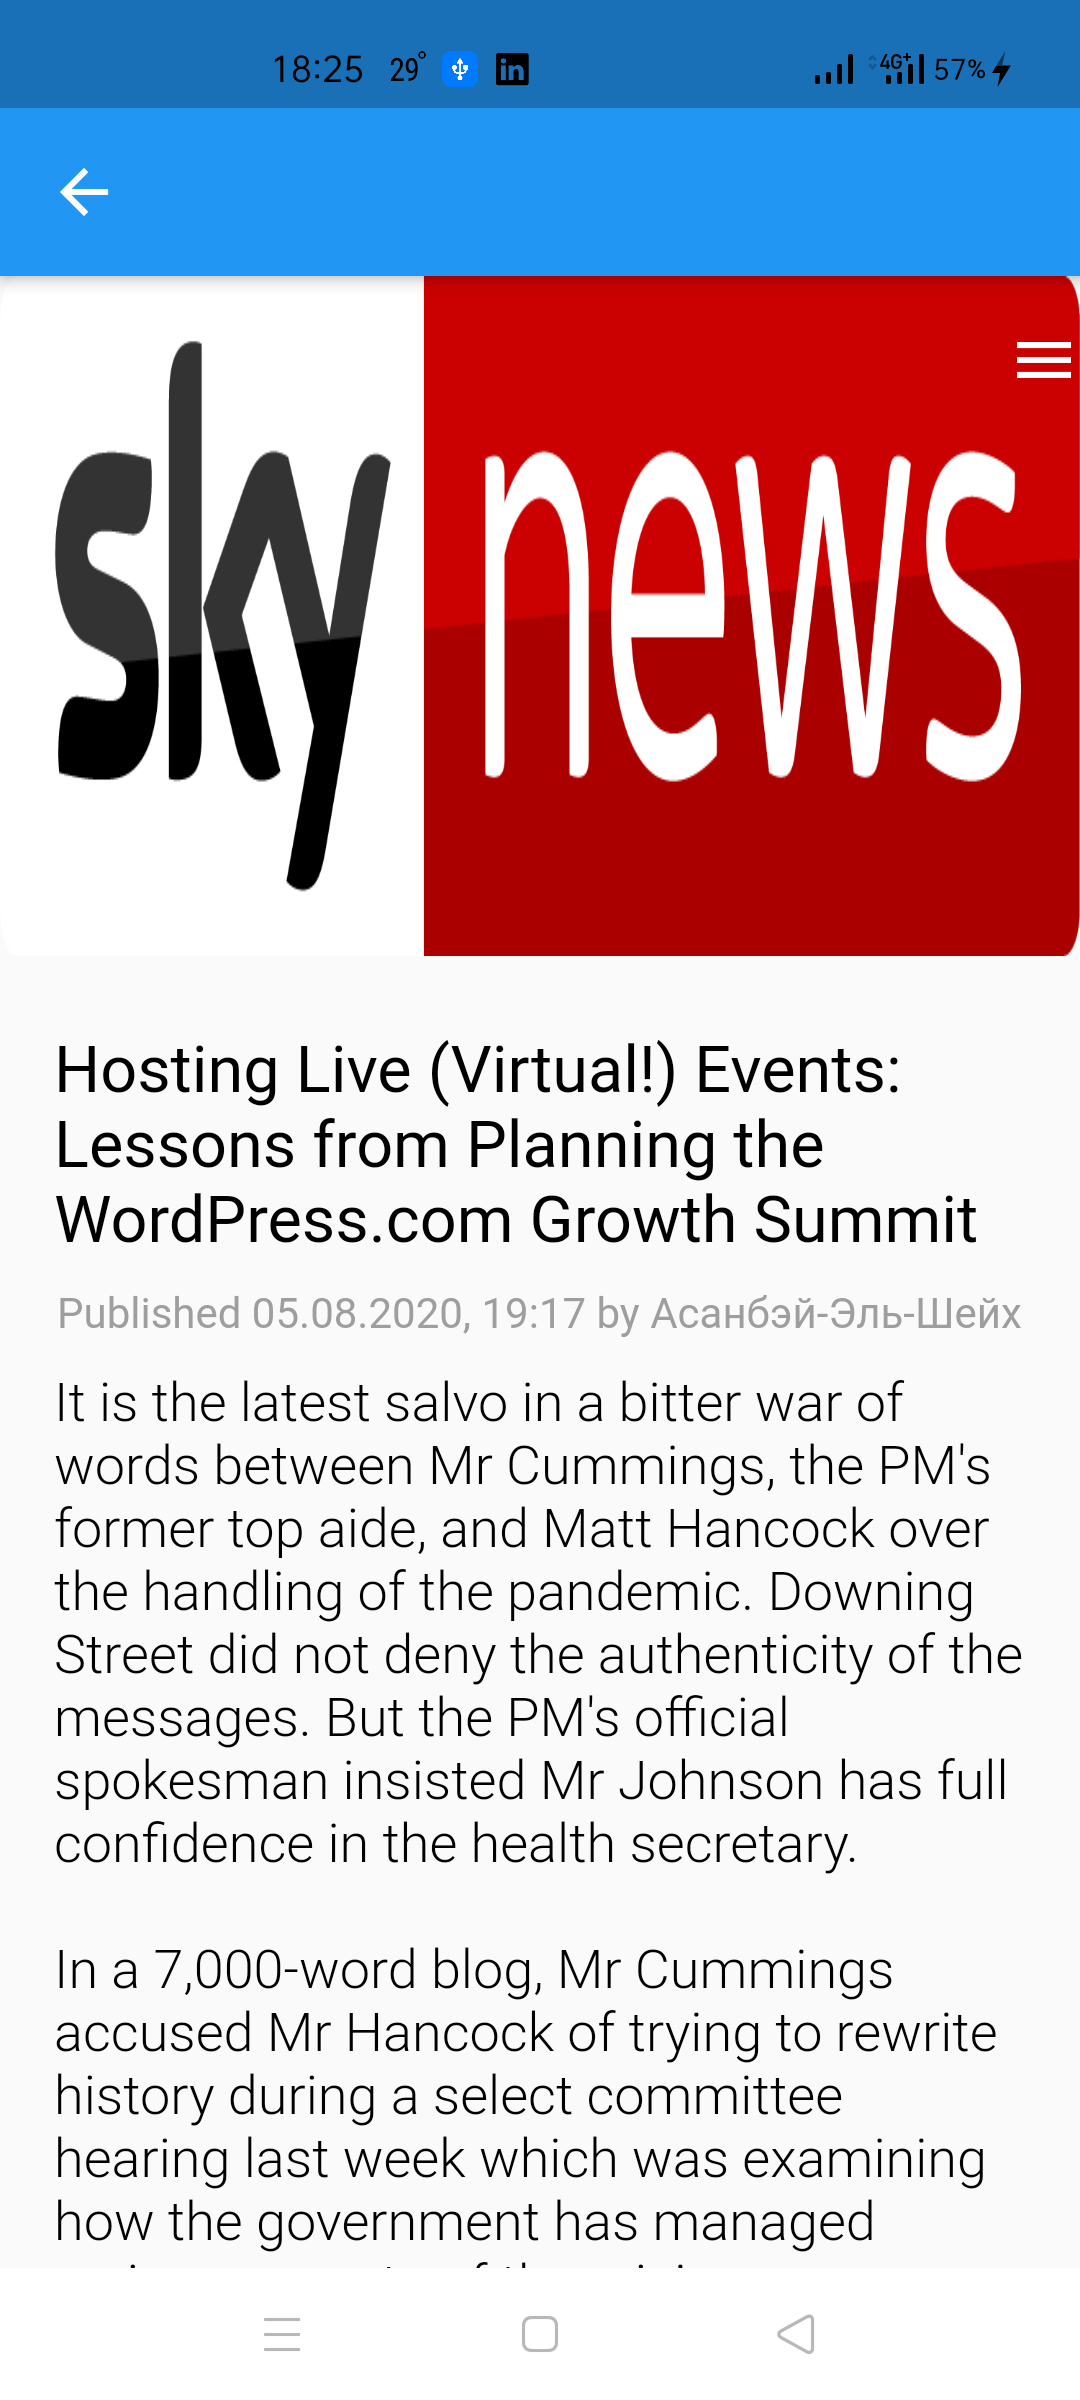 18:25 29° in 4G+ 57%
sky news
Hosting Live (Virtual!) Events:
Lessons from Planning the
WordPress.com Growth Summit
Published 05.08.2020, 19:17 by Асанбэй-Эль-Шейх
It is the latest salvo in a bitter war of
words between Mr Cummings, the PM's
former top aide, and Matt Hancock over
the handling of the pandemic. Downing
Street did not deny the authenticity of the
messages. But the PM's official
spokesman insisted Mr Johnson has full
confidence in the health secretary.
In a 7,000-word blog, Mr Cummings
accused Mr Hancock of trying to rewrite
history during a select committee
hearing last week which was examining
how the government has managed